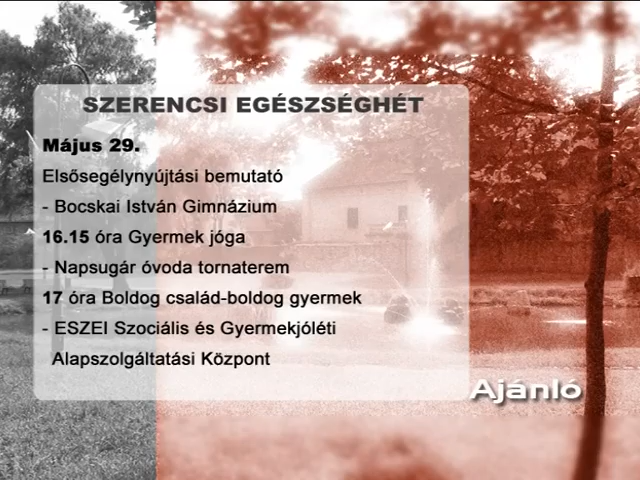 SZERENCSI EGÉSZSÉGHÉT
Május 29.
Elsősegélynyújtási bemutató
- Bocskai István Gimnázium
16.15 óra Gyermek jóga
- Napsugár óvoda tornaterem
17 óra Boldog család-boldog gyermek
- ESZEI Szociális és Gyermekjóléti
Alapszolgáltatási Központ
Ajánló